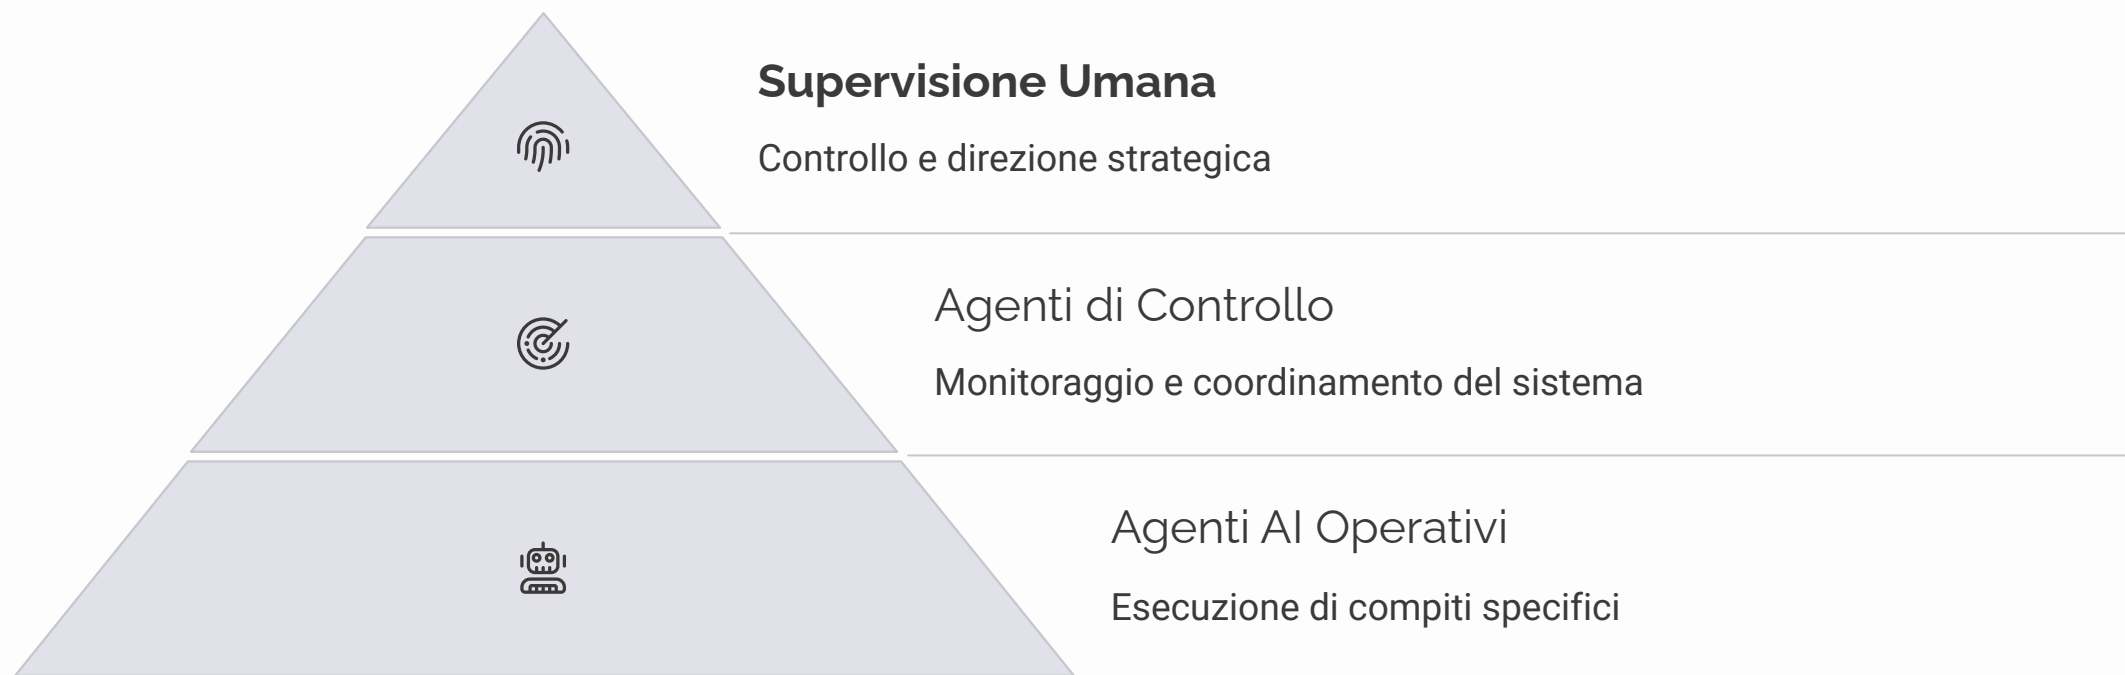 Supervisione Umana
Controllo e direzione strategica
Agenti di Controllo
Monitoraggio e coordinamento del sistema
Agenti AI Operativi
Esecuzione di compiti specifici